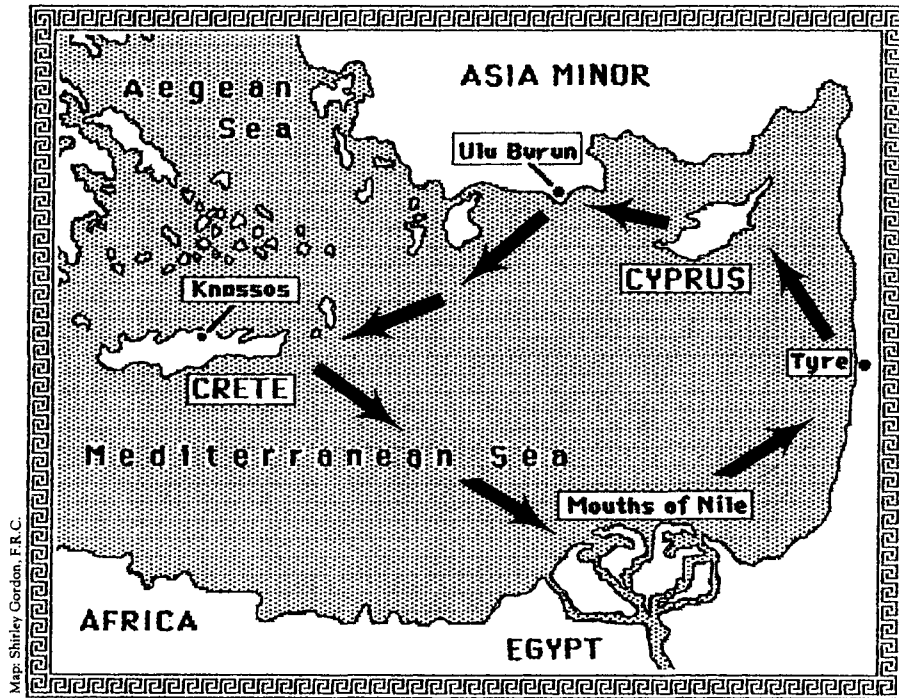 Aegean
Sea
ASIA MINOR
Ulu Burun
Knossos
CYPRUS
CRETE
Tyre
Mediterranean Sea
Mouths of Nile
AFRICA
EGYPT
Map: Shirley Gordon, F.R.C.